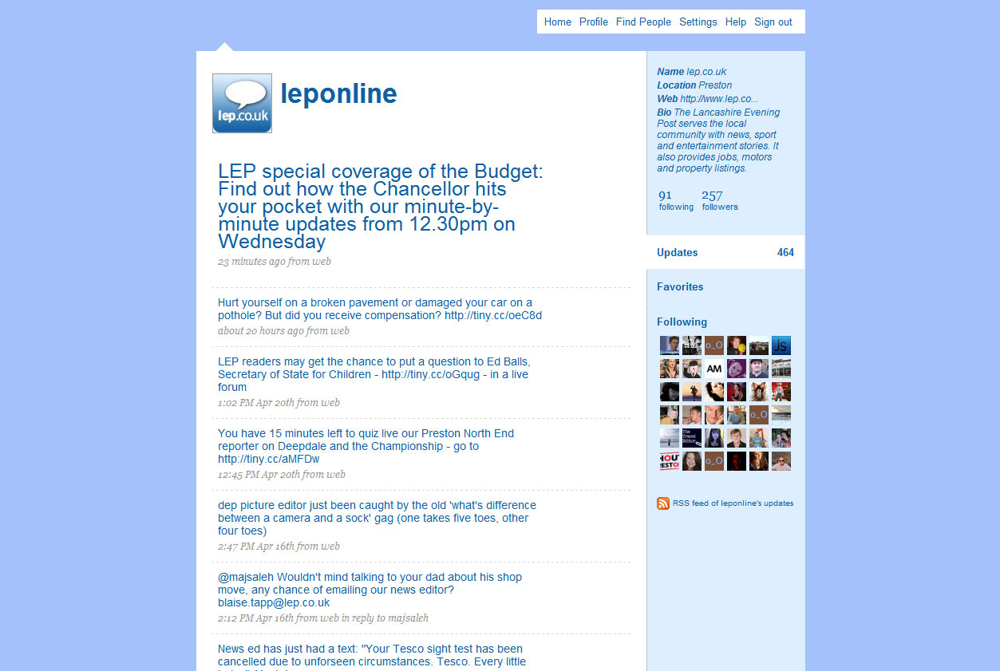 Home Profile Find People Settings Help Sign out
lep.co.uk
leponline
LEP special coverage of the Budget:
Find out how the Chancellor hits
your pocket with our minute-by-
minute updates from 12.30pm on
Wednesday
23 minutes ago from web
Hurt yourself on a broken pavement or damaged your car on a
pothole? But did you receive compensation? http://tiny.cc/oeC8d
about 20 hours ago from web
LEP readers may get the chance to put a question to Ed Balls,
Secretary of State for Children - http://tiny.cc/oGqug - in a live
forum
1:02 PM Apr 20th from web
You have 15 minutes left to quiz live our Preston North End
reporter on Deepdale and the Championship - go to
http://tiny.cc/aMFDw
12:45 PM Apr 20th from web
dep picture editor just been caught by the old 'what's difference
between a camera and a sock' gag (one takes five toes, other
four toes)
2:47 PM Apr 16th from web
@majsaleh Wouldn't mind talking to your dad about his shop
move, any chance of emailing our news editor?
blaise.tapp@lep.co.uk
2:12 PM Apr 16th from web in reply to majsaleh
News ed has just had a text: "Your Tesco sight test has been
cancelled due to unforseen circumstances. Tesco. Every little
Name lep.co.uk
Location Preston
Web http://www.lep.co...
Bio The Lancashire Evening
Post serves the local
community with news, sport
and entertainment stories. It
also provides jobs, motors
and property listings.
91 257
following followers
Updates 464
Favorites
Following
o_O
js
AM
o_O
The
Travel
Editor
HOU
ESTO
o_O
RSS feed of leponline's updates